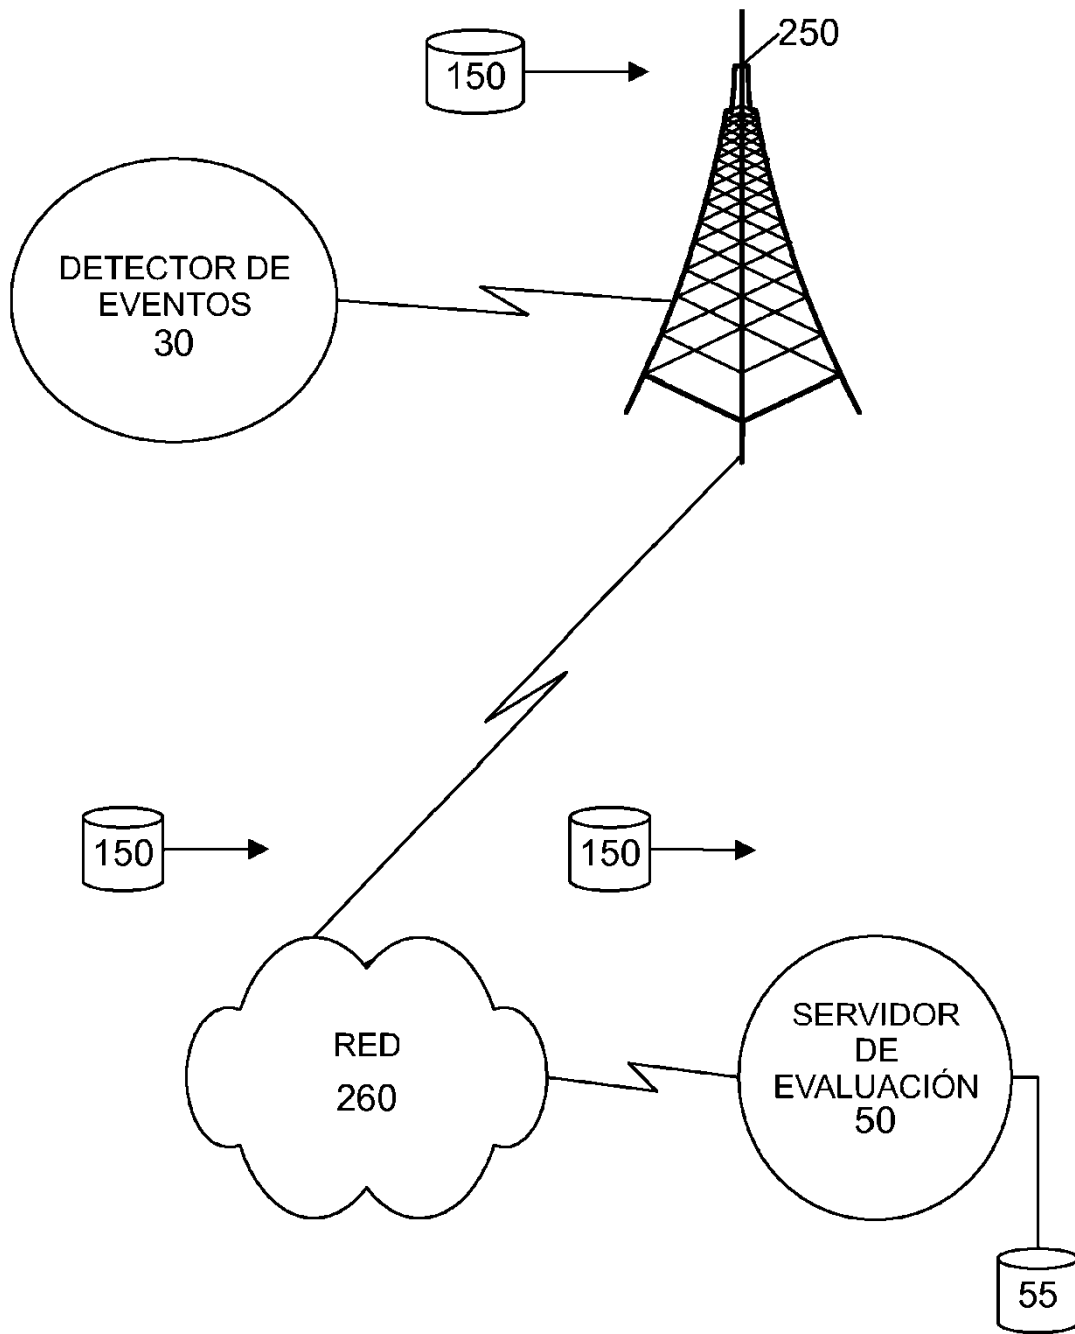 250
150
DETECTOR DE
EVENTOS
30
150
150
RED
260
SERVIDOR
DE
EVALUACIÓN
50
55